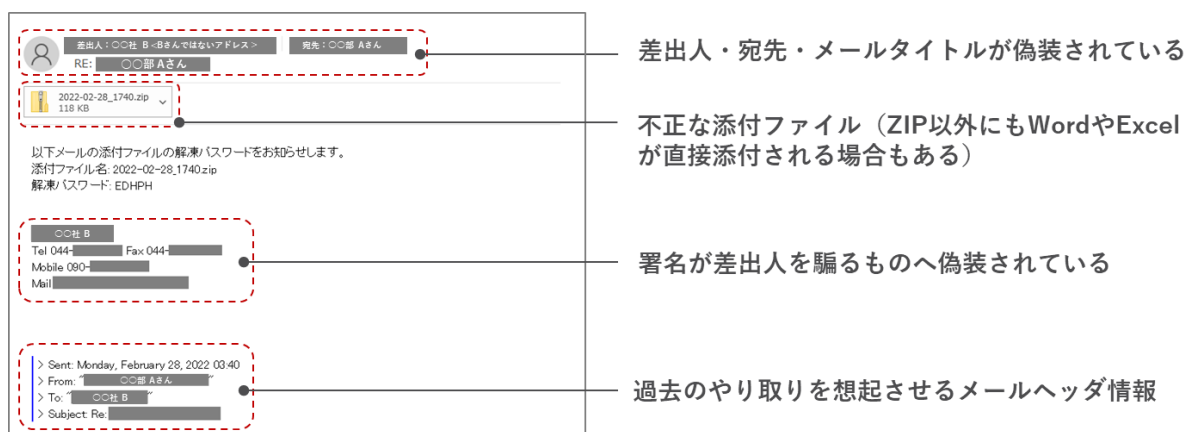 差出人：〇〇社 B <Bさんではないアドレス>　宛先：〇〇部 Aさん
RE: 〇〇部 Aさん
差出人・宛先・メールタイトルが偽装されている
2022-02-28_1740.zip
118 KB
不正な添付ファイル（ZIP以外にもWordやExcel
が直接添付される場合もある）
以下メールの添付ファイルの解凍パスワードをお知らせします。
添付ファイル名: 2022-02-28_1740.zip
解凍パスワード: EDHPH
〇〇社 B
Tel 044- Fax 044-
Mobile 090-
Mail
署名が差出人を騙るものへ偽装されている
> Sent: Monday, February 28, 2022 03:40
> From: "〇〇部 Aさん"
> To: "〇〇社 B"
> Subject: Re:
過去のやり取りを想起させるメールヘッダ情報